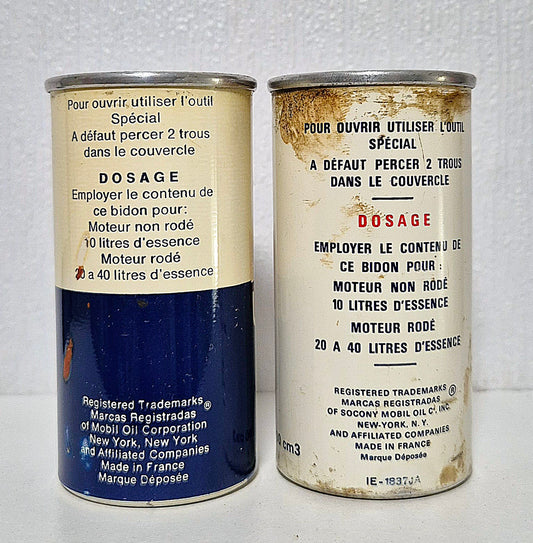 Pour ouvrir utiliser l'outil
Spécial
A défaut percer 2 trous
dans le couvercle
DOSAGE
Employer le contenu de
ce bidon pour:
Moteur non rodé
10 litres d'essence
Moteur rodé
20 a 40 litres d'essence
Registered Trademarks ®
Marcas Registradas
of Mobil Oil Corporation
New York, New York
and Affiliated Companies
Made in France
Marque Déposée
POUR OUVRIR UTILISER L'OUTIL
SPÉCIAL
A DÉFAUT PERCER 2 TROUS
DANS LE COUVERCLE
DOSAGE
EMPLOYER LE CONTENU DE
CE BIDON POUR :
MOTEUR NON RÔDÉ
10 LITRES D'ESSENCE
MOTEUR RODÉ
20 A 40 LITRES D'ESSENCE
REGISTERED TRADEMARKS ®
MARCAS REGISTRADAS
OF SOCONY MOBIL OIL Cº, INC.
NEW-YORK, N. Y.
AND AFFILIATED COMPANIES
MADE IN FRANCE
Marque Déposée
cm3
IE-1837JA